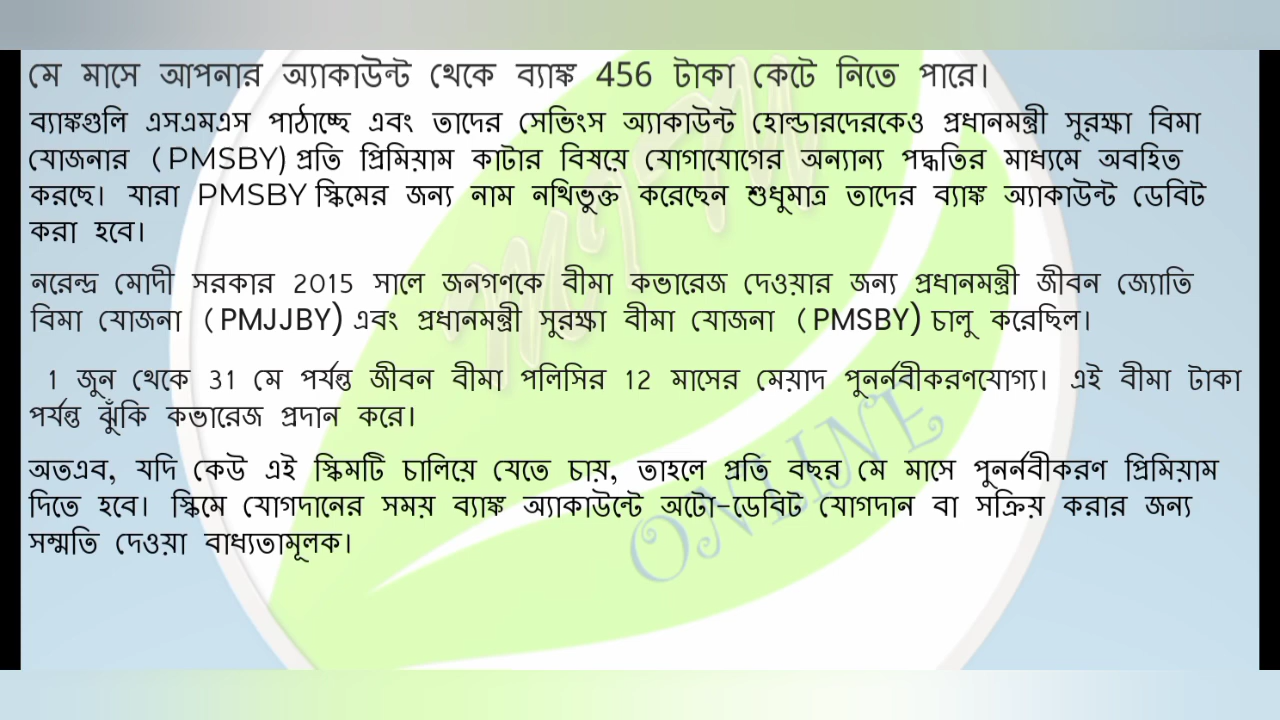 মে মাসে আপনার অ্যাকাউন্ট থেকে ব্যাঙ্ক 456 টাকা কেটে নিতে পারে।
ব্যাঙ্কগুলি এসএমএস পাঠাচ্ছে এবং তাদের সেভিংস অ্যাকাউন্ট হোল্ডারদেরকেও প্রধানমন্ত্রী সুরক্ষা বিমা
যোজনার (PMSBY) প্রতি প্রিমিয়াম কাটার বিষয়ে যোগাযোগের অন্যান্য পদ্ধতির মাধ্যমে অবহিত
করছে। যারা PMSBY স্কিমের জন্য নাম নথিভুক্ত করেছেন শুধুমাত্র তাদের ব্যাঙ্ক অ্যাকাউন্ট ডেবিট
করা হবে।
নরেন্দ্র মোদী সরকার 2015 সালে জনগণকে বীমা কভারেজ দেওয়ার জন্য প্রধানমন্ত্রী জীবন জ্যোতি
বিমা যোজনা (PMJJBY) এবং প্রধানমন্ত্রী সুরক্ষা বীমা যোজনা (PMSBY) চালু করেছিল।
1 জুন থেকে 31 মে পর্যন্ত জীবন বীমা পলিসির 12 মাসের মেয়াদ পুনর্নবীকরণযোগ্য। এই বীমা টাকা
পর্যন্ত ঝুঁকি কভারেজ প্রদান করে।
অতএব, যদি কেউ এই স্কিমটি চালিয়ে যেতে চায়, তাহলে প্রতি বছর মে মাসে পুনর্নবীকরণ প্রিমিয়াম
দিতে হবে। স্কিমে যোগদানের সময় ব্যাঙ্ক অ্যাকাউন্টে অটো-ডেবিট যোগদান বা সক্রিয় করার জন্য
সম্মতি দেওয়া বাধ্যতামূলক।
MTM
ONLINE